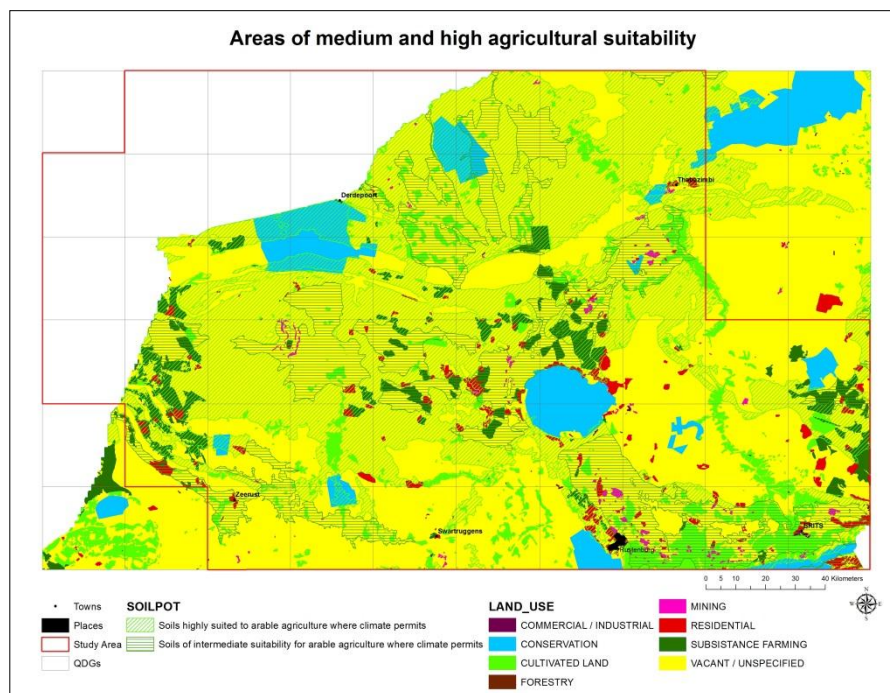 Areas of medium and high agricultural suitability
Thabazimbi
Derdepoort
Zeerust
Swartruggens
BRITS
Rustenburg
0 5 10 20 30 40 Kilometers
N
W E
S
Towns
Places
Study Area
QDGs
SOILPOT
Soils highly suited to arable agriculture where climate permits
Soils of intermediate suitability for arable agriculture where climate permits
LAND_USE
COMMERCIAL / INDUSTRIAL
CONSERVATION
CULTIVATED LAND
FORESTRY
MINING
RESIDENTIAL
SUBSISTANCE FARMING
VACANT / UNSPECIFIED